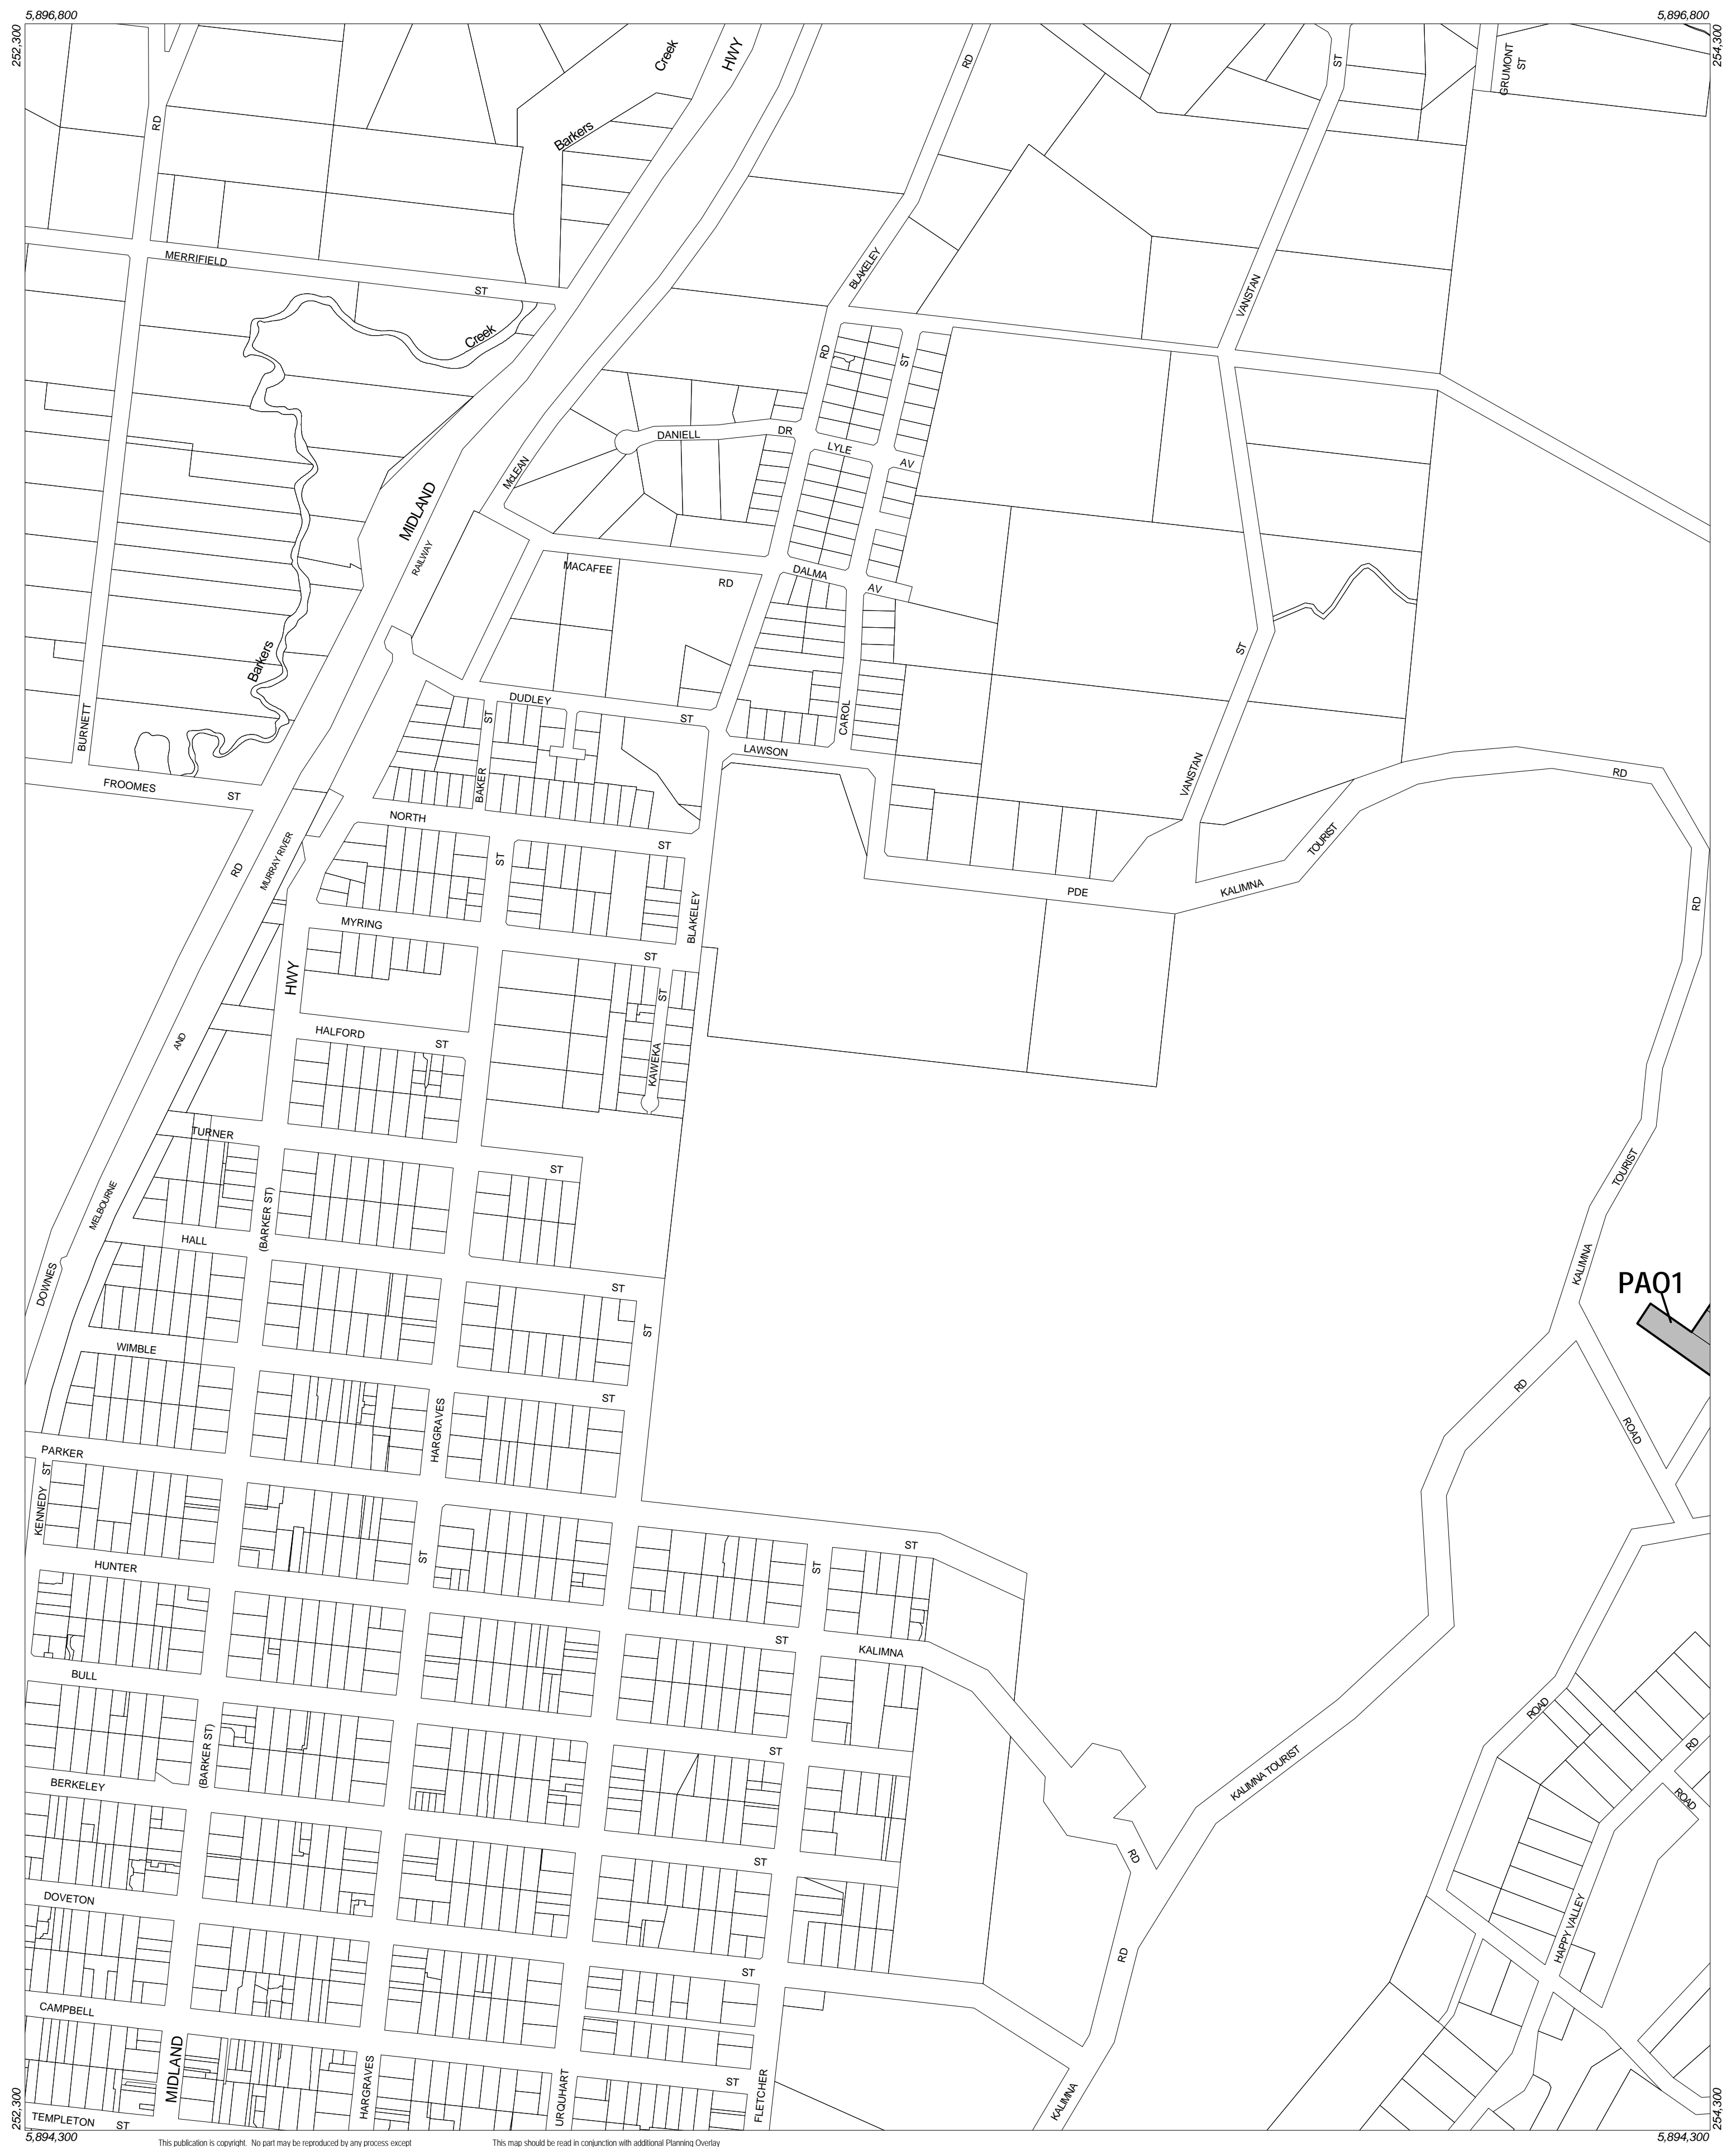 5,896,800
5,896,800
252,300
254,300
Creek
HWY
RD
ST
GRUMONT
ST
RD
Barkers
MERRIFIELD
ST
BLAKELEY
VANSTAN
Creek
RD
ST
DANIELL
DR
LYLE
AV
McLEAN
MIDLAND
RAILWAY
MACAFEE
RD
DALMA
AV
Barkers
ST
BURNETT
DUDLEY
ST
ST
CAROL
LAWSON
BAKER
VANSTAN
RD
FROOMES
ST
NORTH
ST
ST
TOURIST
MURRAY RIVER
RD
PDE
KALIMNA
RD
MYRING
BLAKELEY
ST
HWY
ST
HALFORD
ST
AND
KAWEKA
TURNER
ST
TOURIST
MELBOURNE
(BARKER ST)
HALL
KALIMNA
DOWNES
ST
PAO1
ST
WIMBLE
RD
ST
HARGRAVES
ROAD
PARKER
ST
KENNEDY
ST
ST
ST
HUNTER
ST
KALIMNA
BULL
ROAD
(BARKER ST)
ST
RD
KALIMNA TOURIST
BERKELEY
ROAD
RD
ST
DOVETON
HAPPY VALLEY
RD
ST
CAMPBELL
MIDLAND
HARGRAVES
URQUHART
ST
FLETCHER
KALIMNA
252,300
254,300
TEMPLETON
ST
5,894,300
5,894,300
This publication is copyright. No part may be reproduced by any process except
This map should be read in conjunction with additional Planning Overlay